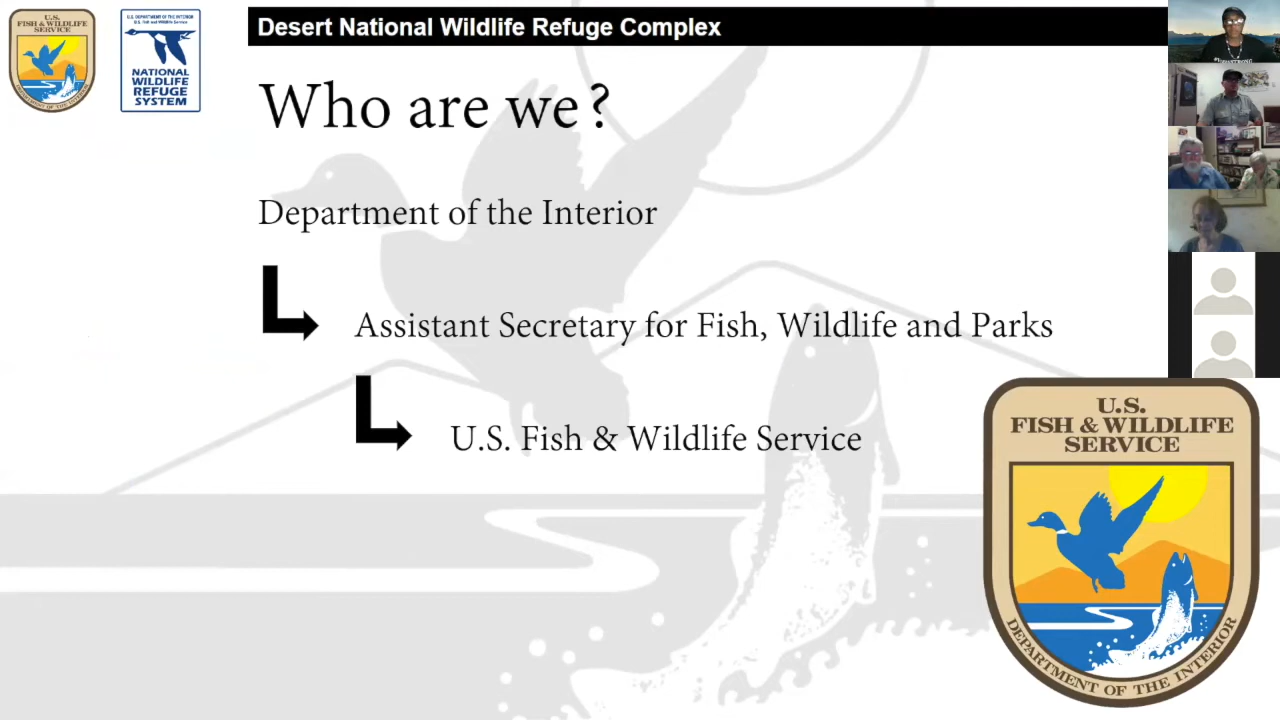 U.S.
FISH & WILDLIFE
SERVICE
DEPARTMENT OF THE INTERIOR
U.S. DEPARTMENT OF THE INTERIOR
U.S. Fish and Wildlife Service
NATIONAL
WILDLIFE
REFUGE
SYSTEM
Desert National Wildlife Refuge Complex
Who are we?
Department of the Interior
Assistant Secretary for Fish, Wildlife and Parks
U.S. Fish & Wildlife Service
U.S.
FISH & WILDLIFE
SERVICE
DEPARTMENT OF THE INTERIOR